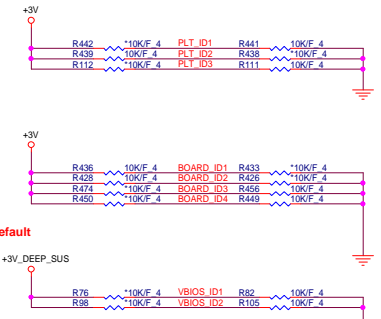 +3V
R442 *10K/F_4 PLT_ID1 R441 10K/F_4
R439 *10K/F_4 PLT_ID2 R438 *10K/F_4
R112 *10K/F_4 PLT_ID3 R111 10K/F_4
+3V
R436 10K/F_4 BOARD_ID1 R433 *10K/F_4
R428 10K/F_4 BOARD_ID2 R426 *10K/F_4
R474 *10K/F_4 BOARD_ID3 R456 10K/F_4
R450 *10K/F_4 BOARD_ID4 R449 10K/F_4
efault
+3V_DEEP_SUS
R76 *10K/F_4 VBIOS_ID1 R82 10K/F_4
R98 *10K/F_4 VBIOS_ID2 R105 10K/F_4